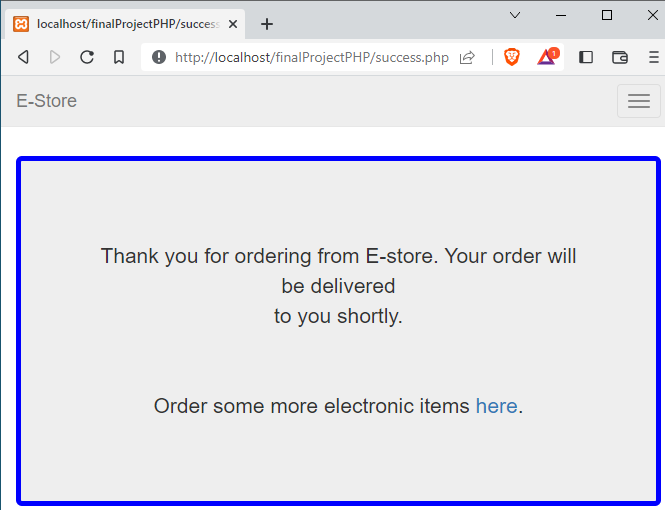 localhost/finalProjectPHP/succes
http://localhost/finalProjectPHP/success.php
1
E-Store
Thank you for ordering from E-store. Your order will
be delivered
to you shortly.
Order some more electronic items here.